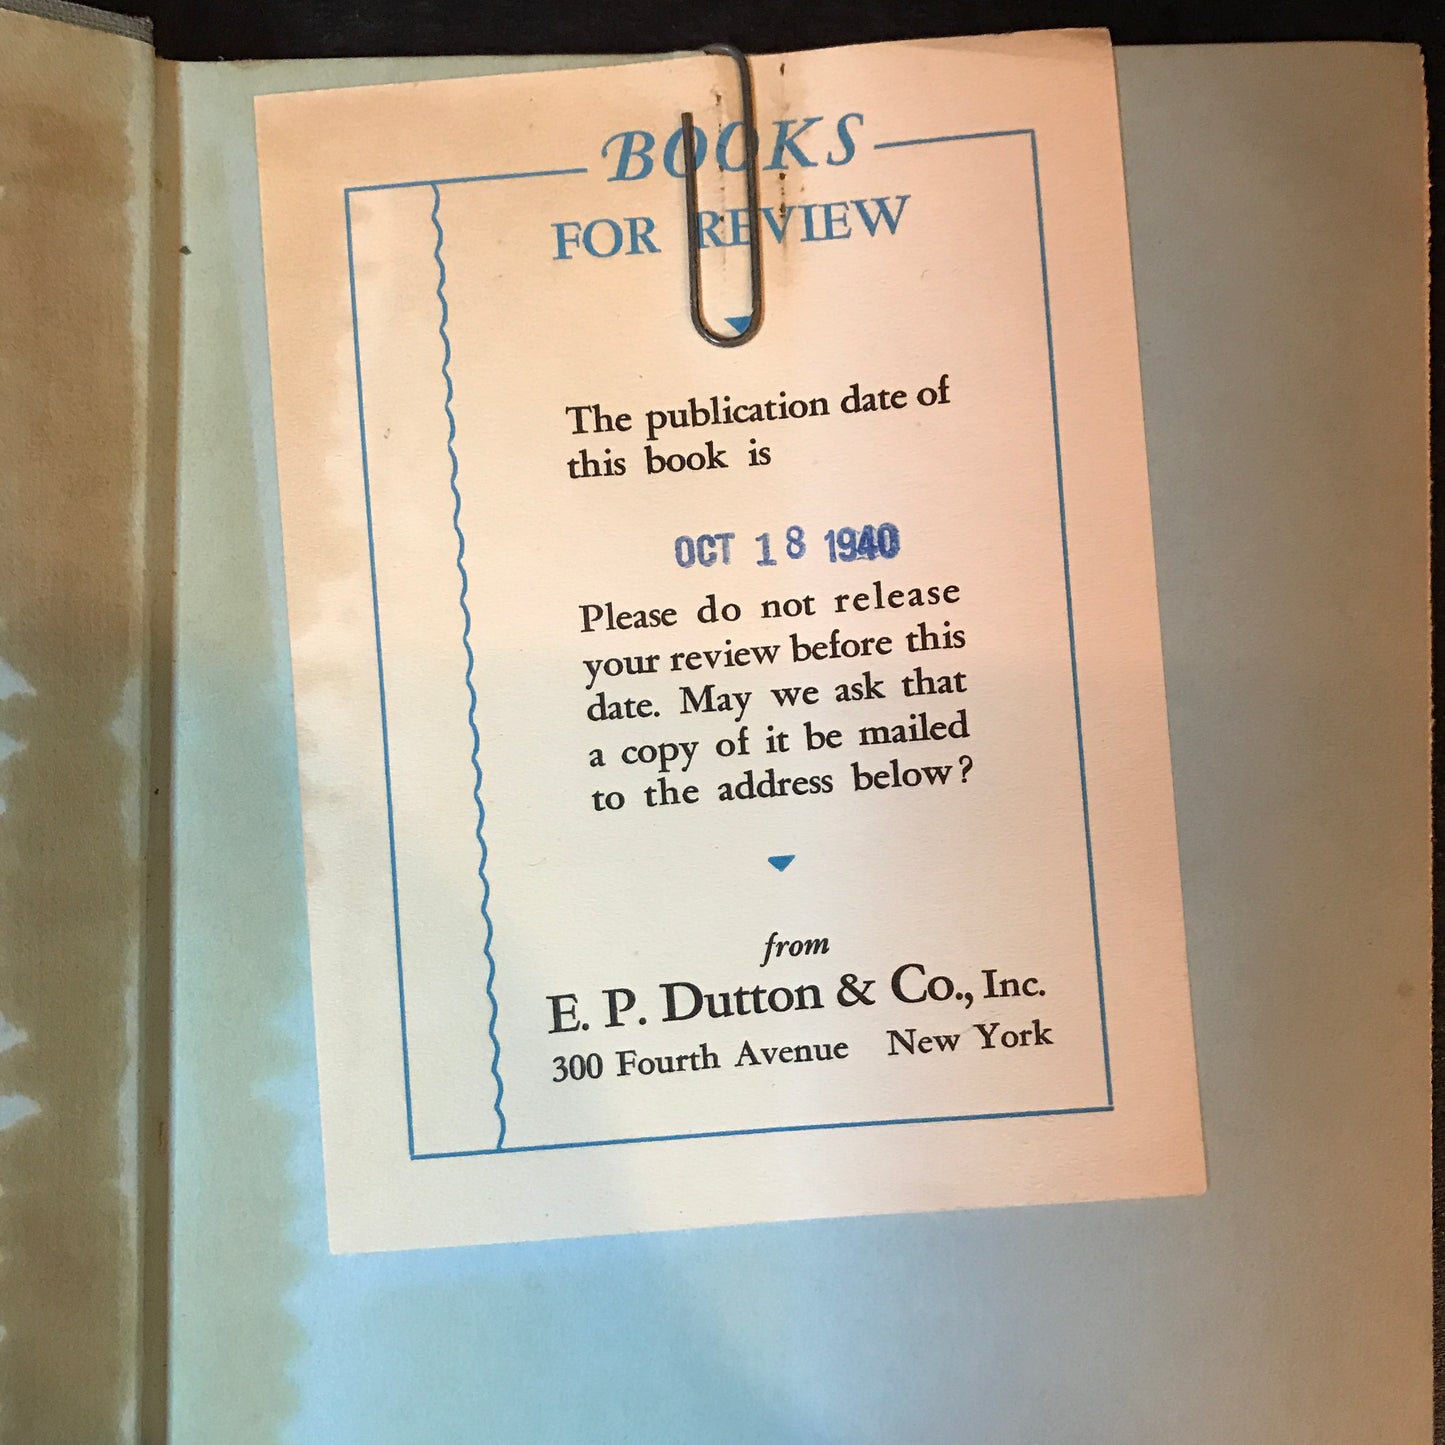 BOOKS
FOR REVIEW
The publication date of
this book is
OCT 18 1940
Please do not release
your review before this
date. May we ask that
a copy of it be mailed
to the address below?
from
E. P. Dutton & Co., Inc.
300 Fourth Avenue New York